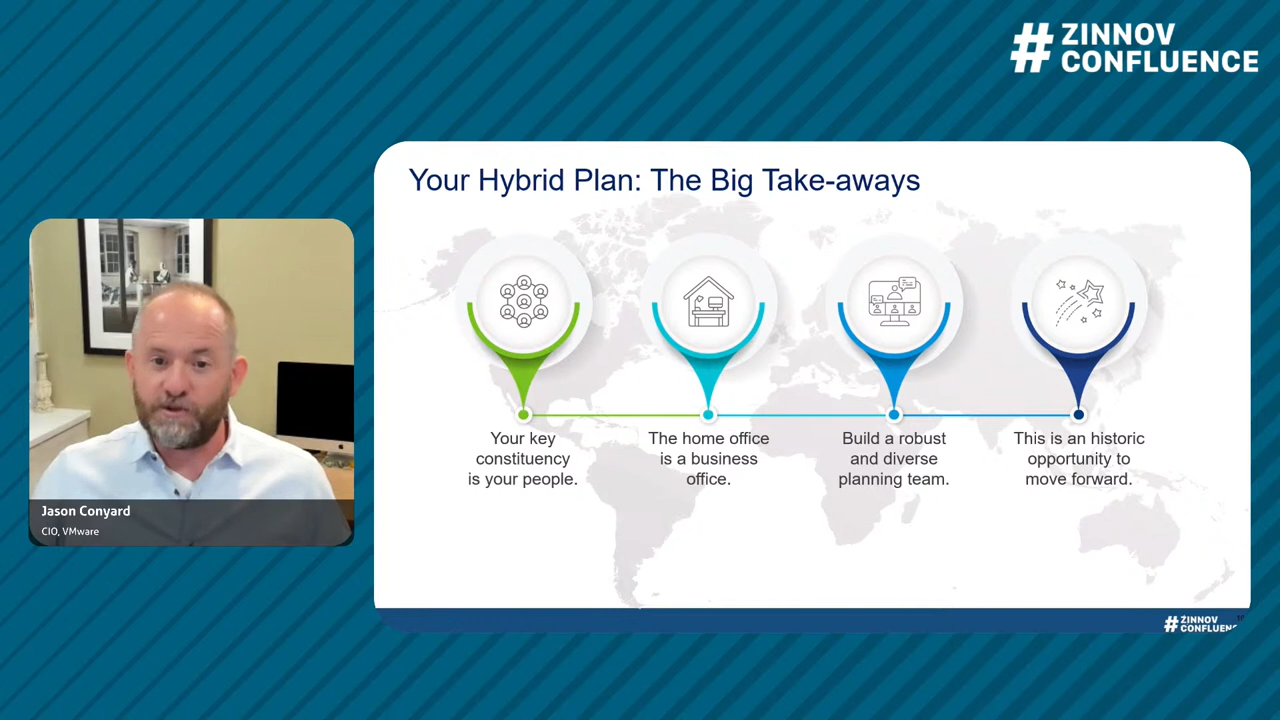 # ZINNOV
CONFLUENCE
Your Hybrid Plan: The Big Take-aways
Your key
constituency
is your people.
The home office
is a business
office.
Build a robust
and diverse
planning team.
This is an historic
opportunity to
move forward.
Jason Conyard
CIO, VMware
# ZINNOV
CONFLUENC